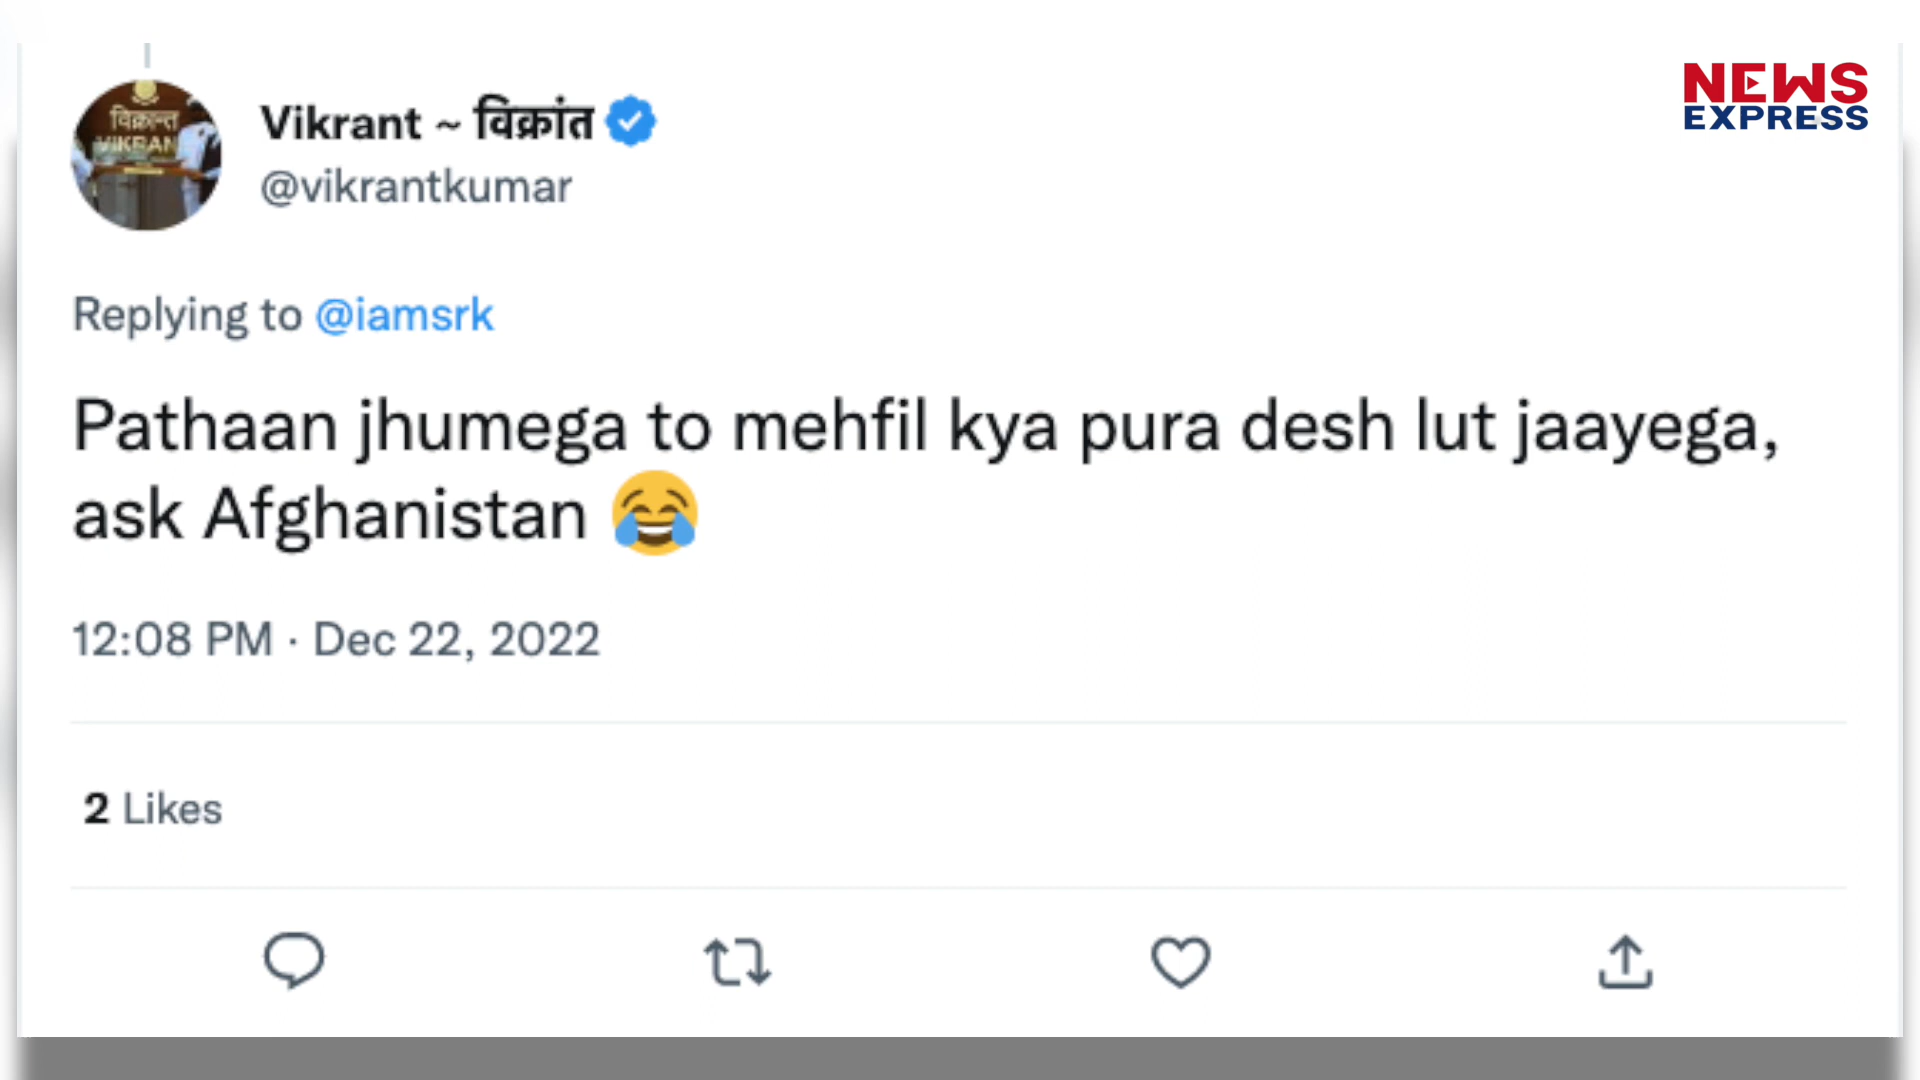 NEWS
EXPRESS
विक्रान्त
VIKRAN
Vikrant ~ विक्रांत
@vikrantkumar
Replying to @iamsrk
Pathaan jhumega to mehfil kya pura desh lut jaayega,
ask Afghanistan 😂
12:08 PM · Dec 22, 2022
2 Likes